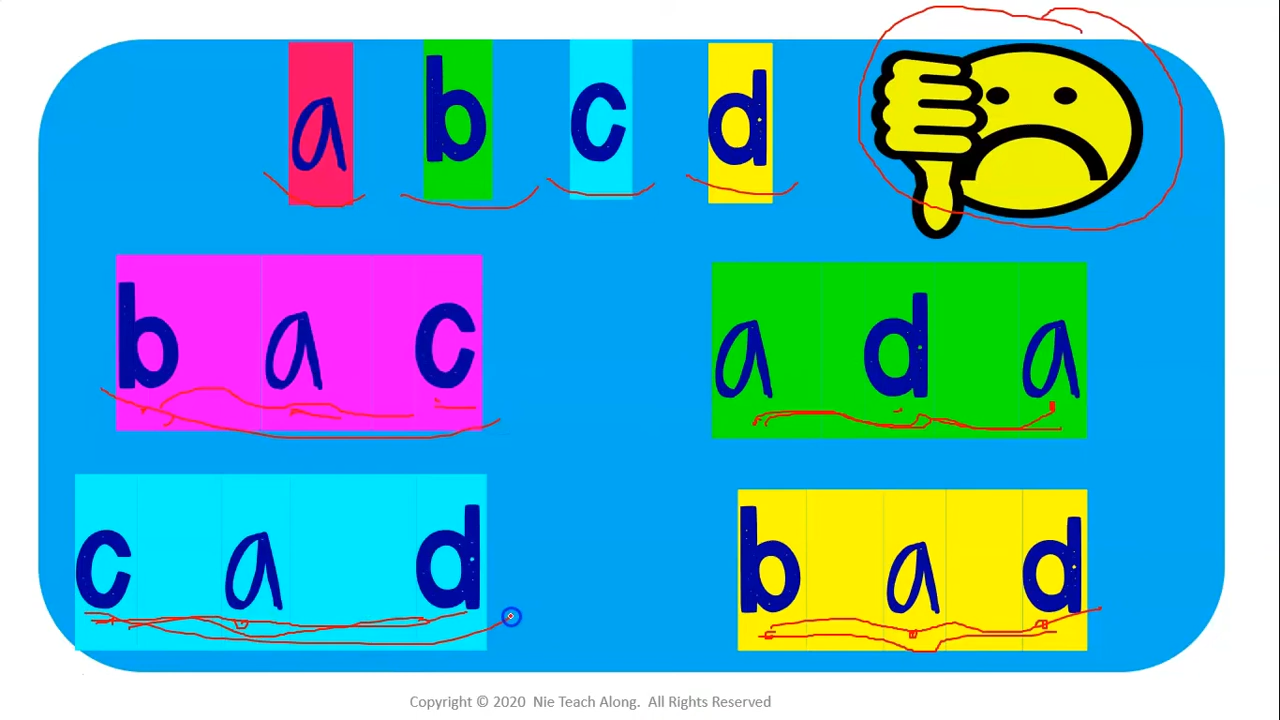 a b c d
b a c
a d a
c a d
b a d
Copyright © 2020 Nie Teach Along. All Rights Reserved